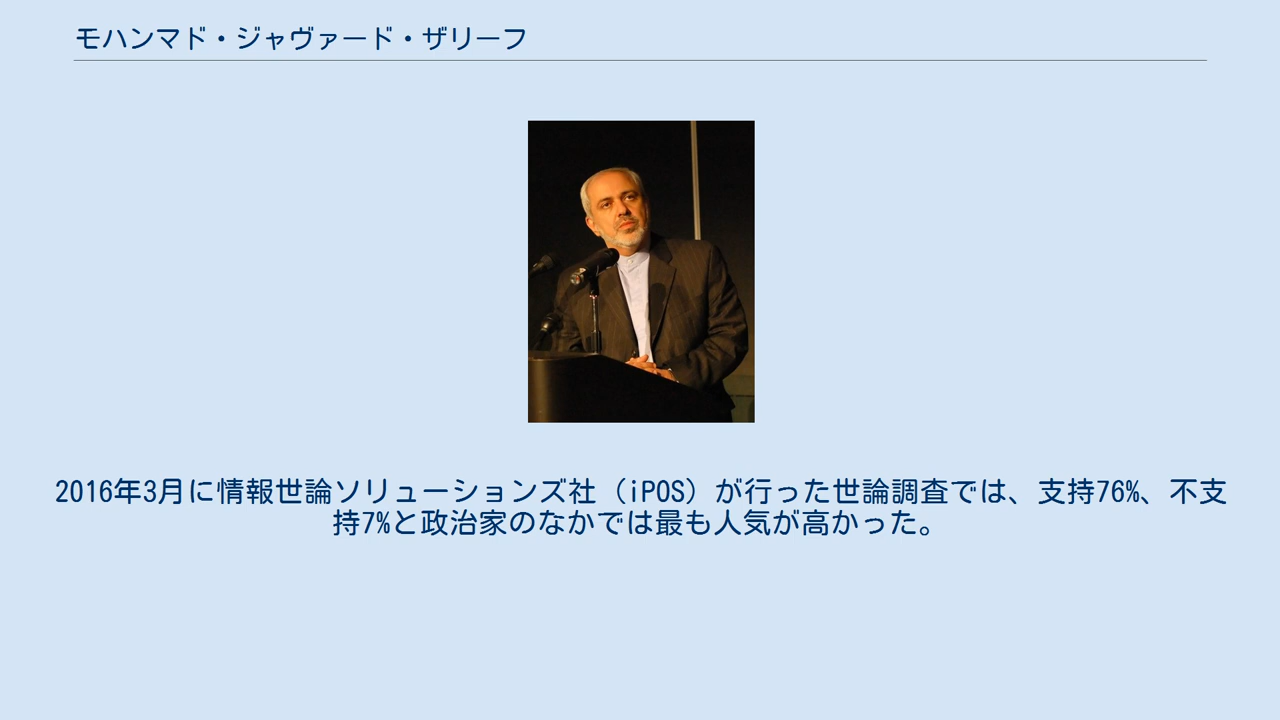 モハンマド・ジャヴァード・ザリーフ
2016年3月に情報世論ソリューションズ社（iPOS）が行った世論調査では、支持76%、不支
持7%と政治家のなかでは最も人気が高かった。